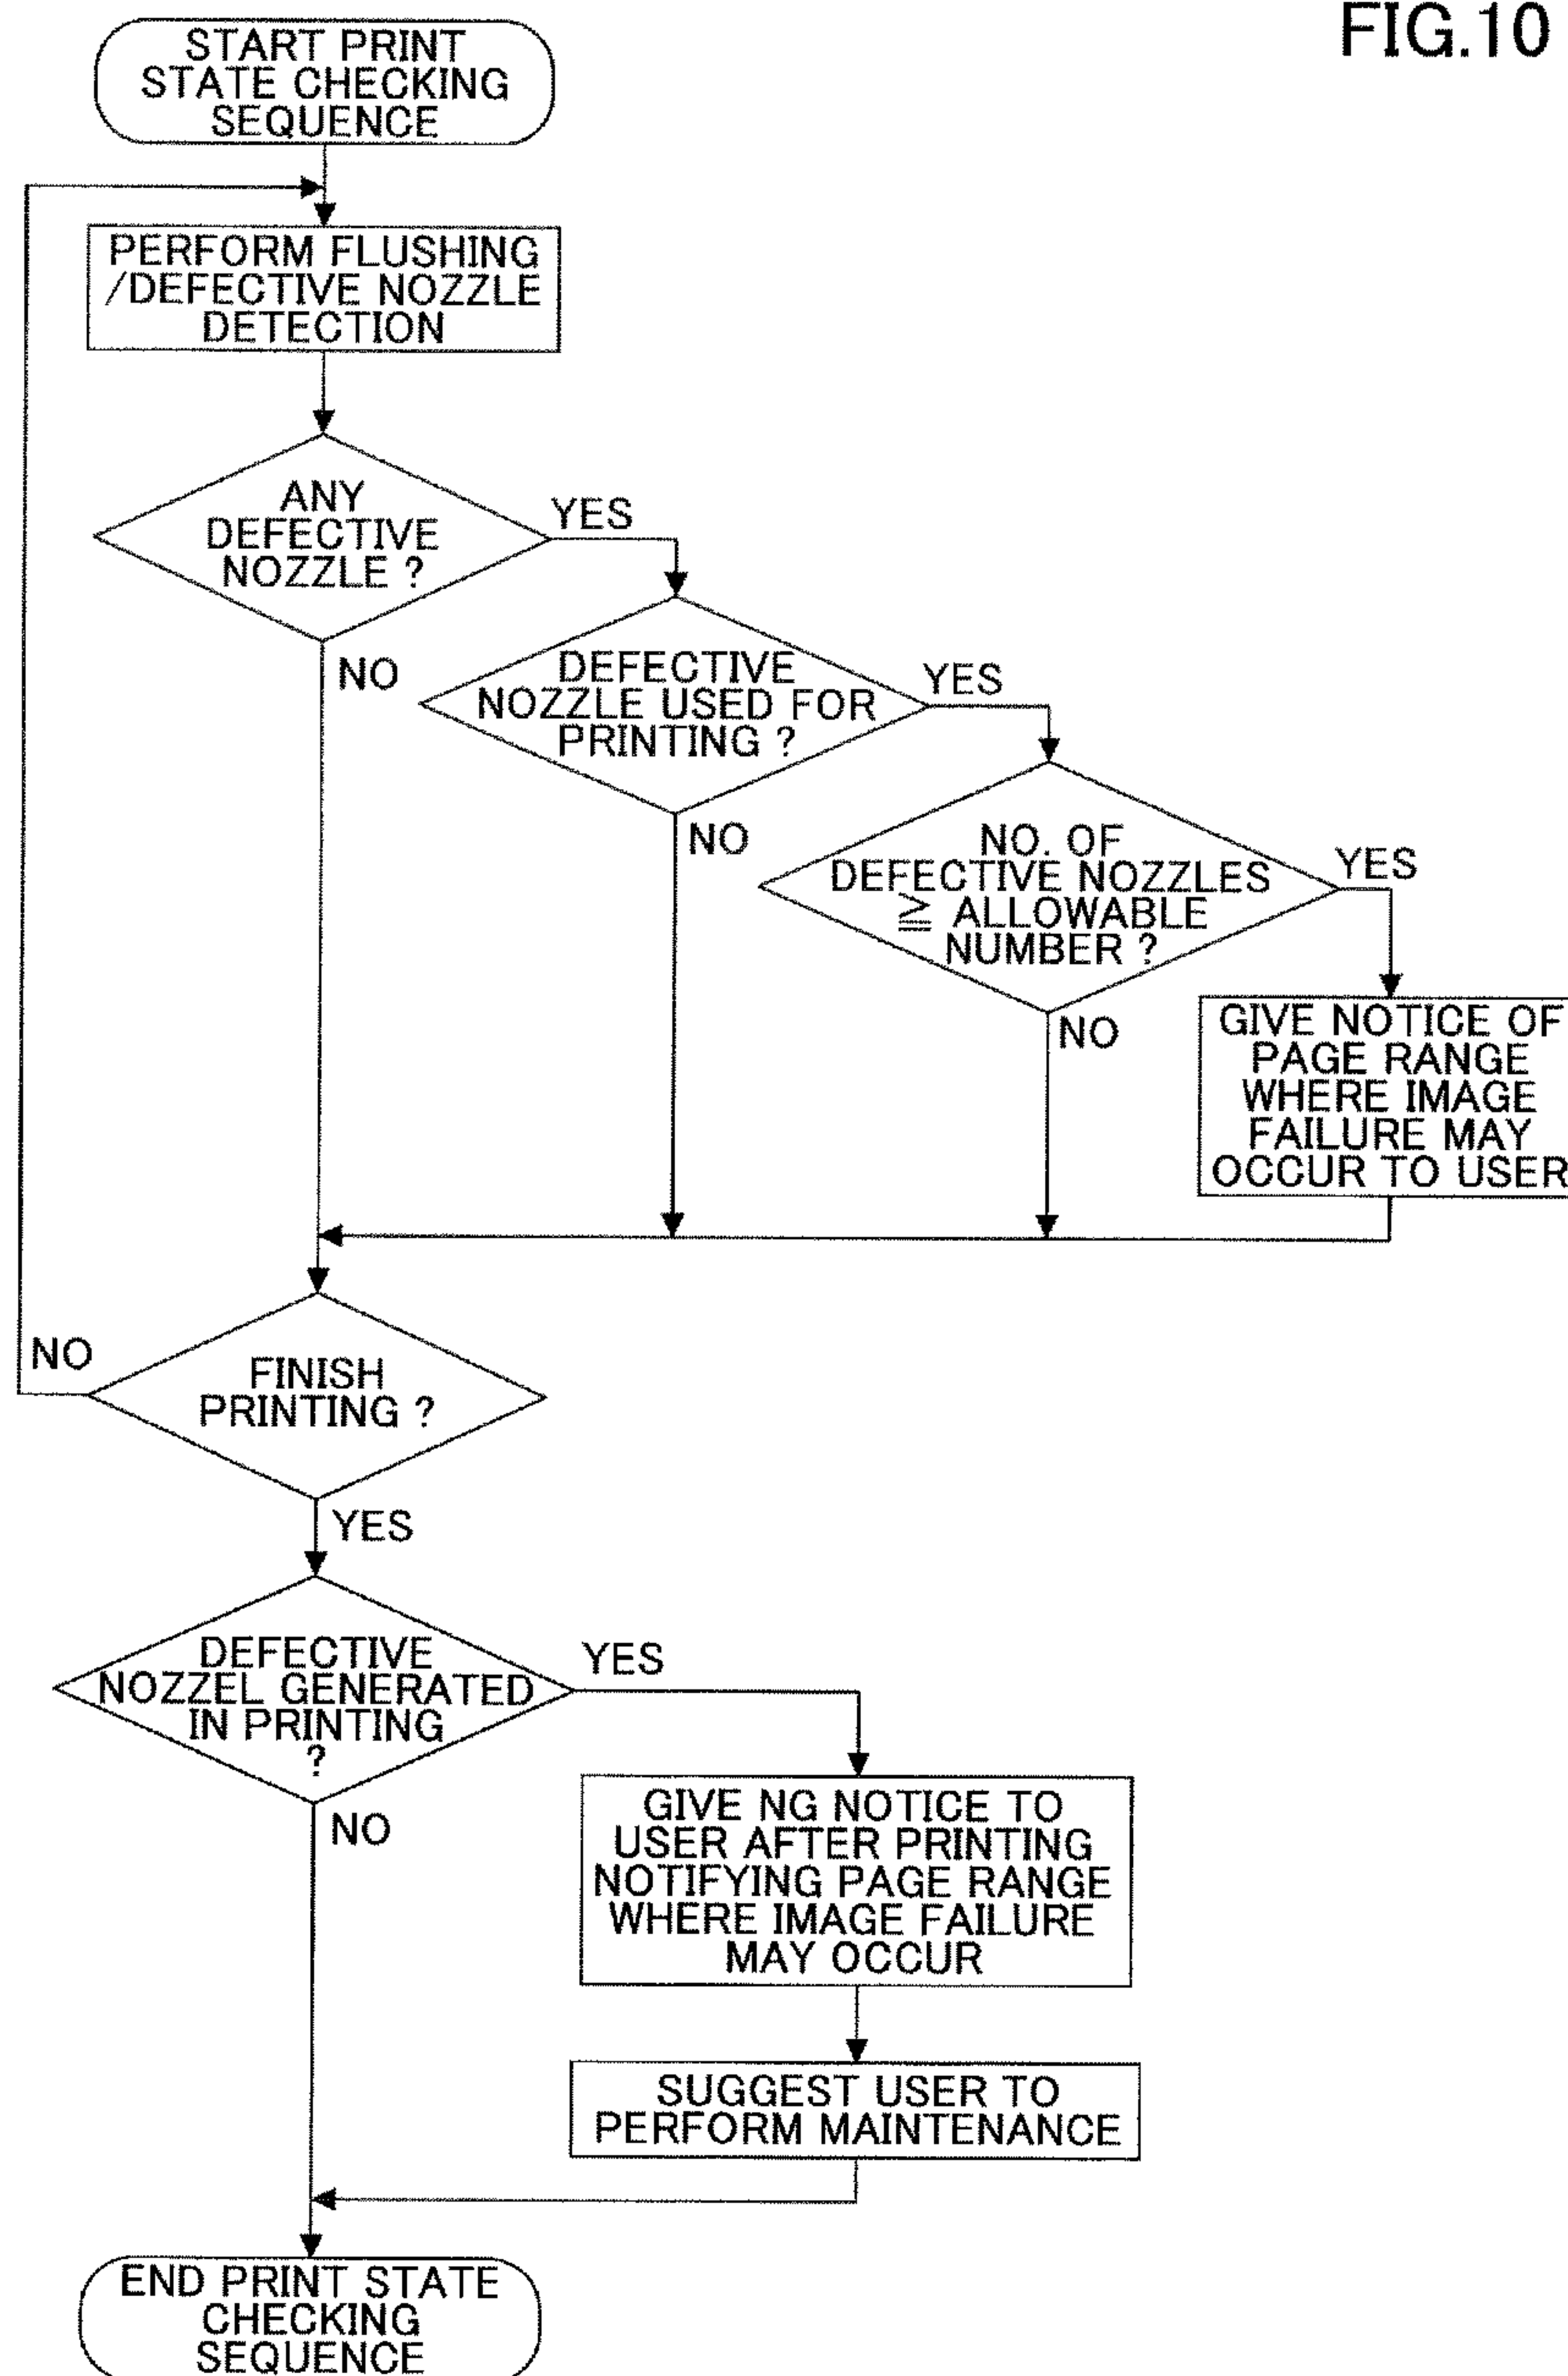 FIG.10
START PRINT
STATE CHECKING
SEQUENCE
PERFORM FLUSHING
/DEFECTIVE NOZZLE
DETECTION
ANY
DEFECTIVE
NOZZLE ?
YES
NO
DEFECTIVE
NOZZLE USED FOR
PRINTING ?
YES
NO
NO. OF
DEFECTIVE NOZZLES
≧ ALLOWABLE
NUMBER ?
YES
NO
GIVE NOTICE OF
PAGE RANGE
WHERE IMAGE
FAILURE MAY
OCCUR TO USER
FINISH
PRINTING ?
NO
YES
DEFECTIVE
NOZZEL GENERATED
IN PRINTING
?
YES
NO
GIVE NG NOTICE TO
USER AFTER PRINTING
NOTIFYING PAGE RANGE
WHERE IMAGE FAILURE
MAY OCCUR
SUGGEST USER TO
PERFORM MAINTENANCE
END PRINT STATE
CHECKING
SEQUENCE